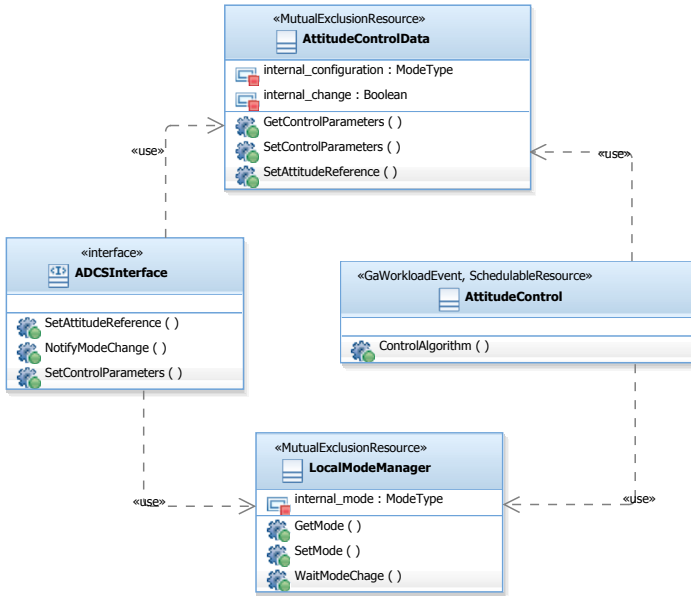 «MutualExclusionResource»
AttitudeControlData
internal_configuration : ModeType
internal_change : Boolean
GetControlParameters ( )
SetControlParameters ( )
SetAttitudeReference ( )
«use»
«use»
«interface»
ADCSInterface
SetAttitudeReference ( )
NotifyModeChange ( )
SetControlParameters ( )
«GaWorkloadEvent, SchedulableResource»
AttitudeControl
ControlAlgorithm ( )
«use»
«use»
«MutualExclusionResource»
LocalModeManager
internal_mode : ModeType
GetMode ( )
SetMode ( )
WaitModeChage ( )